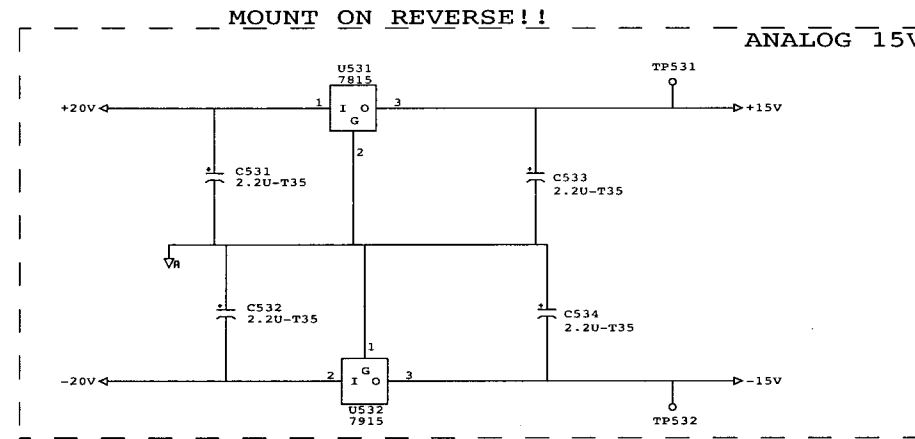 MOUNT ON REVERSE!!
ANALOG 15V
U531
7815
TP531
+20V
1
I O
G
3
+15V
2
C531
2.2U-T35
C533
2.2U-T35
A
C532
2.2U-T35
C534
2.2U-T35
1
-20V
2
G
I O
3
-15V
U532
7915
TP532